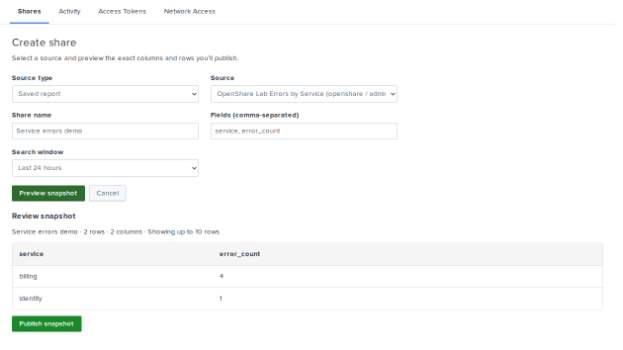 Shares Activity Access Tokens Network Access
Create share
Select a source and preview the exact columns and rows you'll publish.
Source type Source
Saved report OpenShare Lab Errors by Service (openshare / admi
Share name Fields (comma-separated)
Service errors demo service, error_count
Search window
Last 24 hours
Preview snapshot Cancel
Review snapshot
Service errors demo · 2 rows · 2 columns · Showing up to 10 rows
service error_count
billing 4
identity 1
Publish snapshot